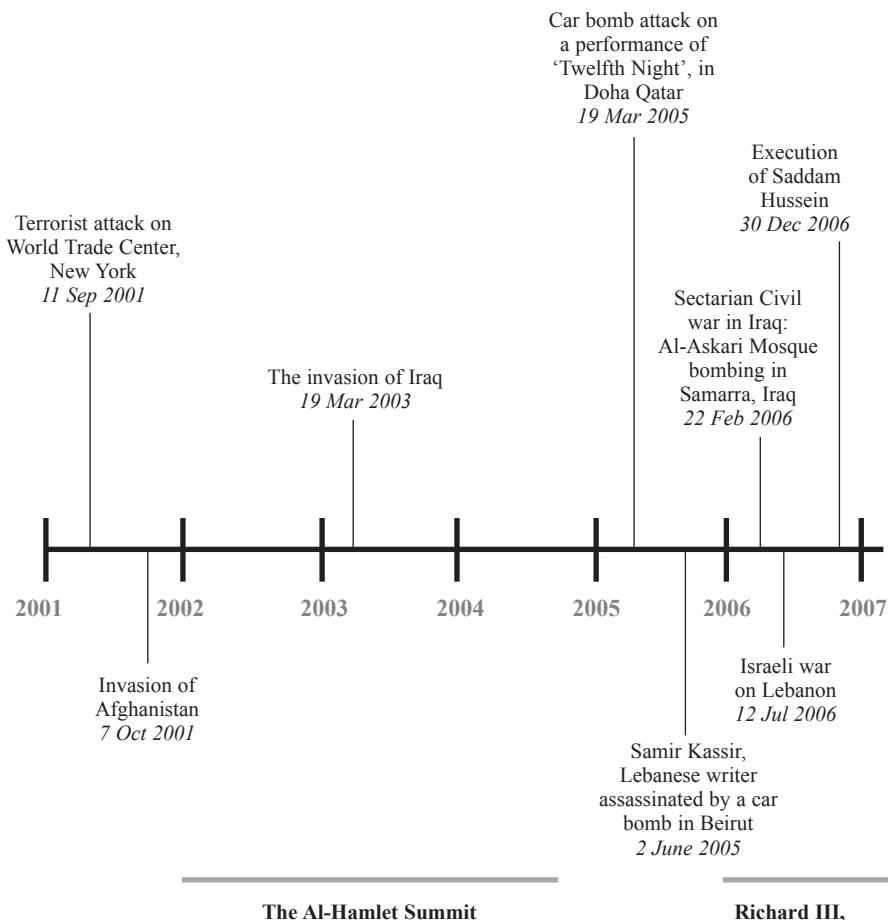 Car bomb attack on
a performance of
‘Twelfth Night’, in
Doha Qatar
19 Mar 2005
Execution
of Saddam
Hussein
30 Dec 2006
Terrorist attack on
World Trade Center,
New York
11 Sep 2001
Sectarian Civil
war in Iraq:
Al-Askari Mosque
bombing in
Samarra, Iraq
22 Feb 2006
The invasion of Iraq
19 Mar 2003
2001
2002
2003
2004
2005
2006
2007
Invasion of
Afghanistan
7 Oct 2001
Israeli war
on Lebanon
12 Jul 2006
Samir Kassir,
Lebanese writer
assassinated by a car
bomb in Beirut
2 June 2005
The Al-Hamlet Summit
Richard III,